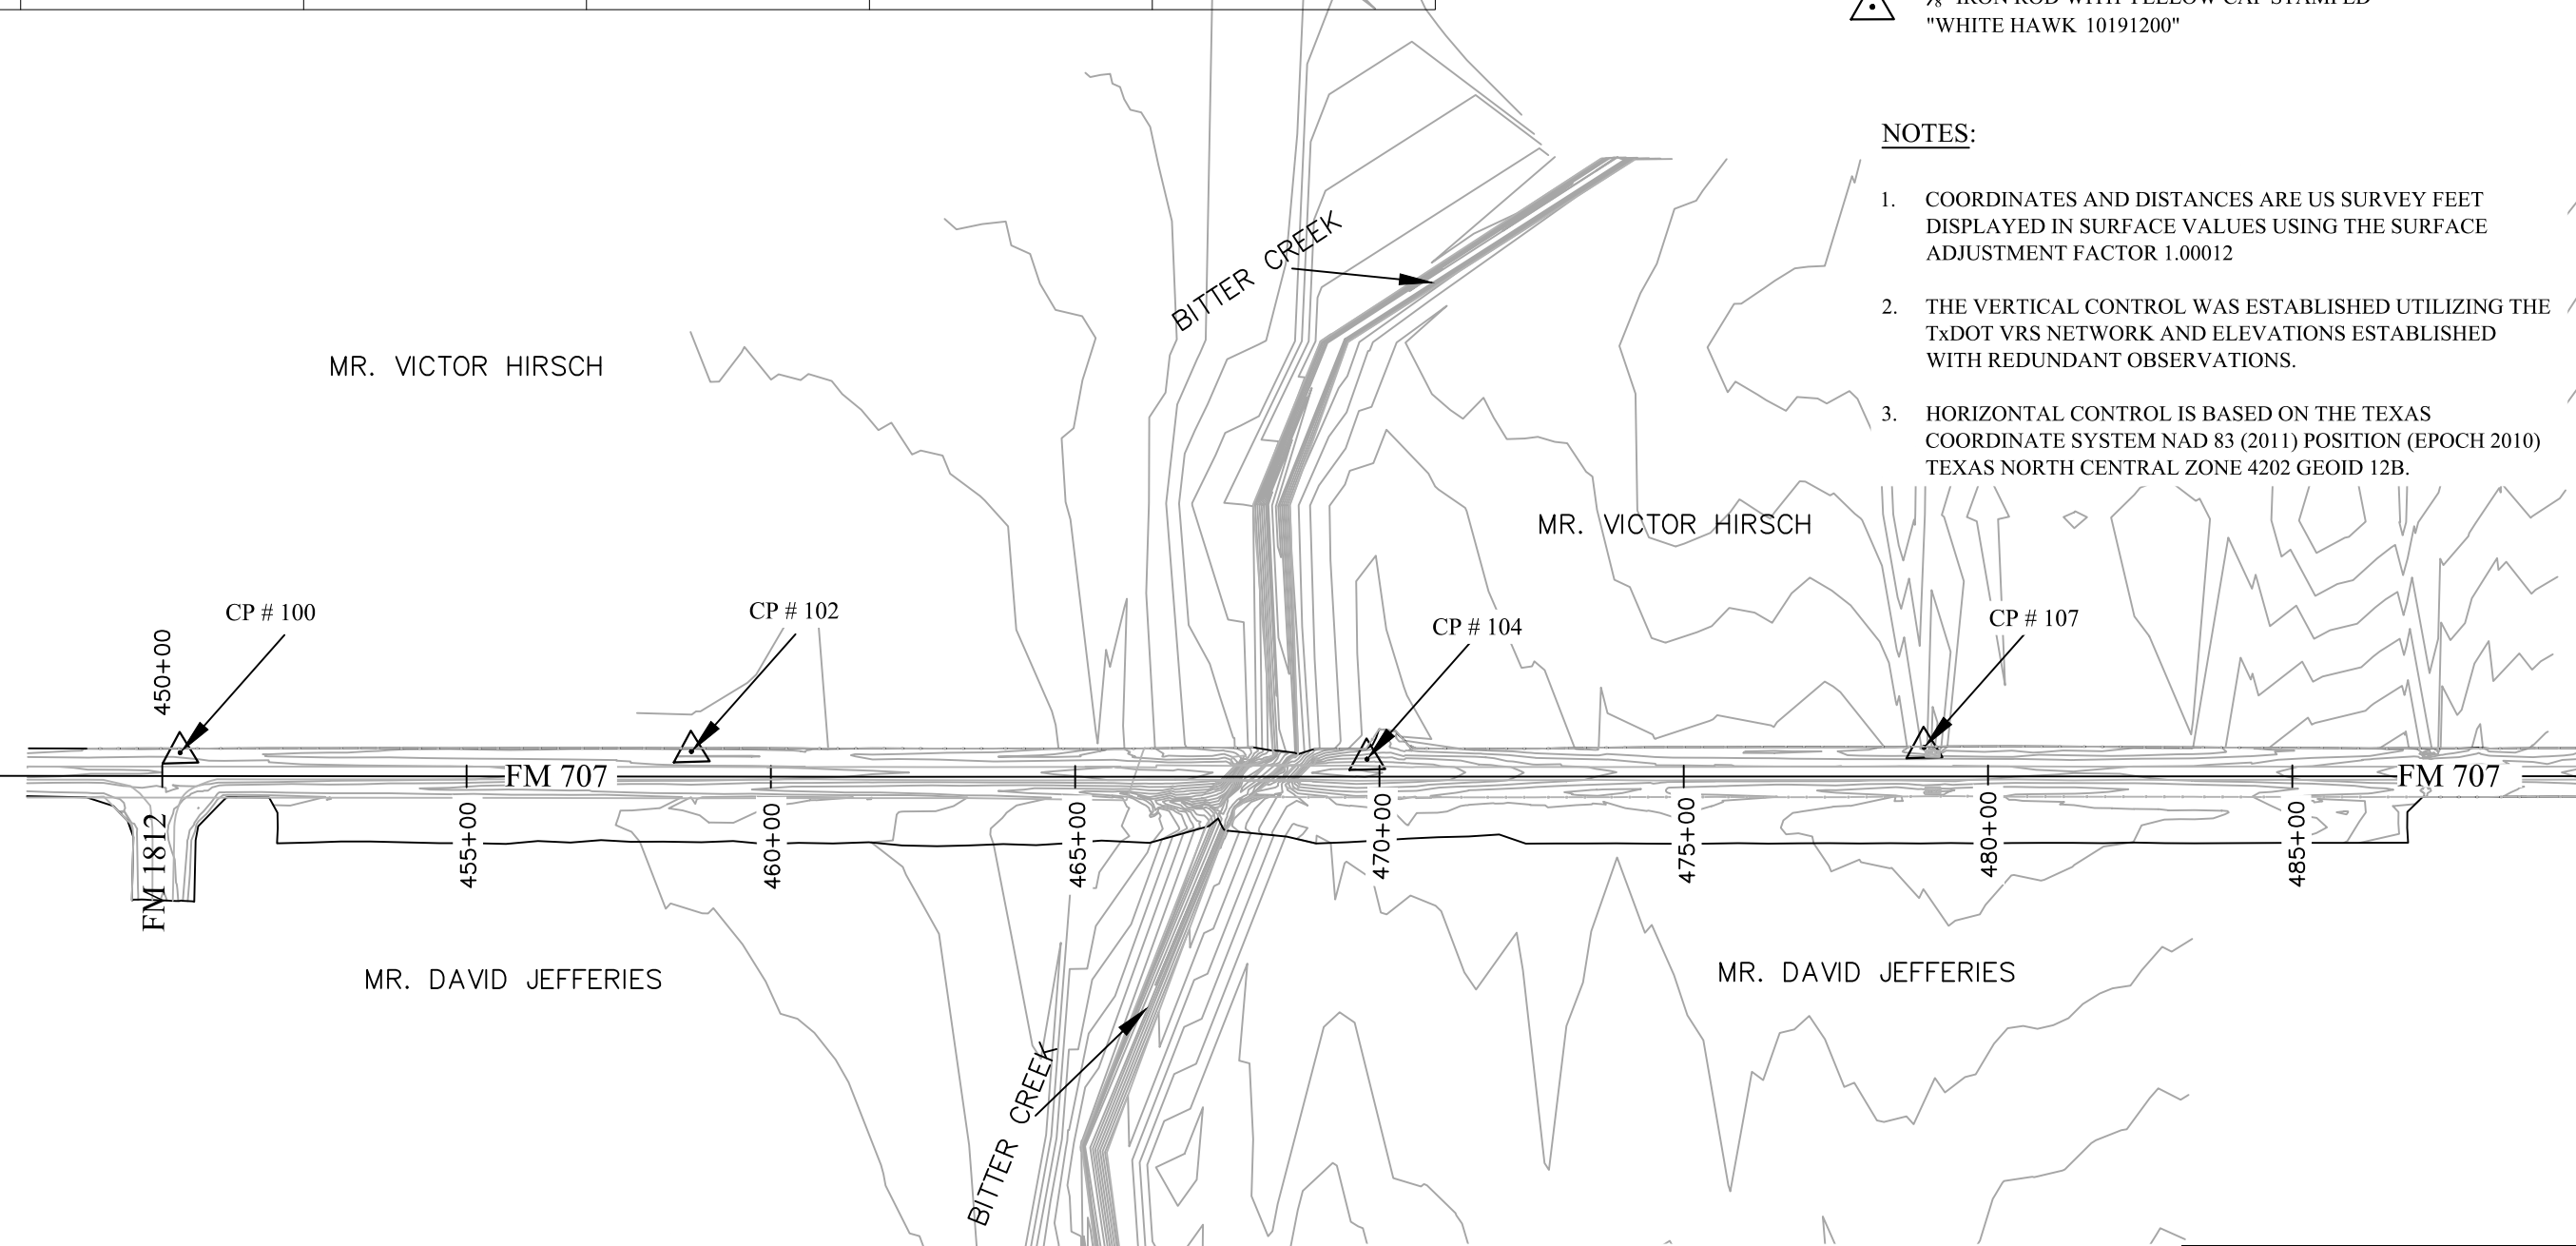 "WHITE HAWK 10191200"
NOTES:
1. COORDINATES AND DISTANCES ARE US SURVEY FEET
DISPLAYED IN SURFACE VALUES USING THE SURFACE
ADJUSTMENT FACTOR 1.00012
2. THE VERTICAL CONTROL WAS ESTABLISHED UTILIZING THE
TxDOT VRS NETWORK AND ELEVATIONS ESTABLISHED
WITH REDUNDANT OBSERVATIONS.
3. HORIZONTAL CONTROL IS BASED ON THE TEXAS
COORDINATE SYSTEM NAD 83 (2011) POSITION (EPOCH 2010)
TEXAS NORTH CENTRAL ZONE 4202 GEOID 12B.
BITTER CREEK
MR. VICTOR HIRSCH
MR. VICTOR HIRSCH
CP # 100
CP # 102
CP # 104
CP # 107
450+00
FM 707
FM 707
FM 1812
455+00
460+00
465+00
470+00
475+00
480+00
485+00
MR. DAVID JEFFERIES
MR. DAVID JEFFERIES
BITTER CREEK